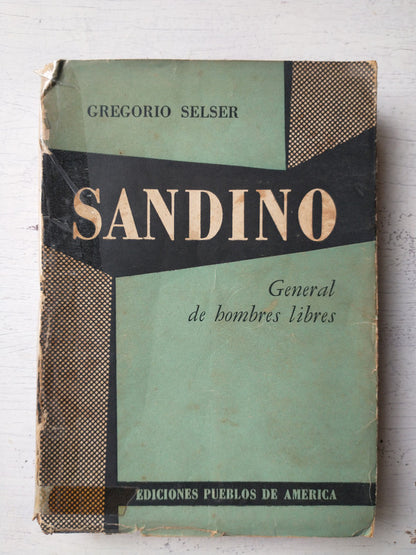 GREGORIO SELSER
SANDINO
General
de hombres libres
EDICIONES PUEBLOS DE AMERICA